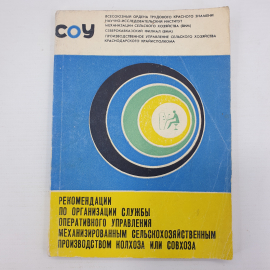 СОУ
ВСЕСОЮЗНЫЙ ОРДЕНА ТРУДОВОГО КРАСНОГО ЗНАМЕНИ
НАУЧНО-ИССЛЕДОВАТЕЛЬСКИЙ ИНСТИТУТ
МЕХАНИЗАЦИИ СЕЛЬСКОГО ХОЗЯЙСТВА (ВИМ)
СЕВЕРОКАВКАЗСКИЙ ФИЛИАЛ (ВИМ)
ПРОИЗВОДСТВЕННОЕ УПРАВЛЕНИЕ СЕЛЬСКОГО ХОЗЯЙСТВА
КРАСНОДАРСКОГО КРАЙИСПОЛКОМА
РЕКОМЕНДАЦИИ
ПО ОРГАНИЗАЦИИ СЛУЖБЫ
ОПЕРАТИВНОГО УПРАВЛЕНИЯ
МЕХАНИЗИРОВАННЫМ СЕЛЬСКОХОЗЯЙСТВЕННЫМ
ПРОИЗВОДСТВОМ КОЛХОЗА ИЛИ СОВХОЗА